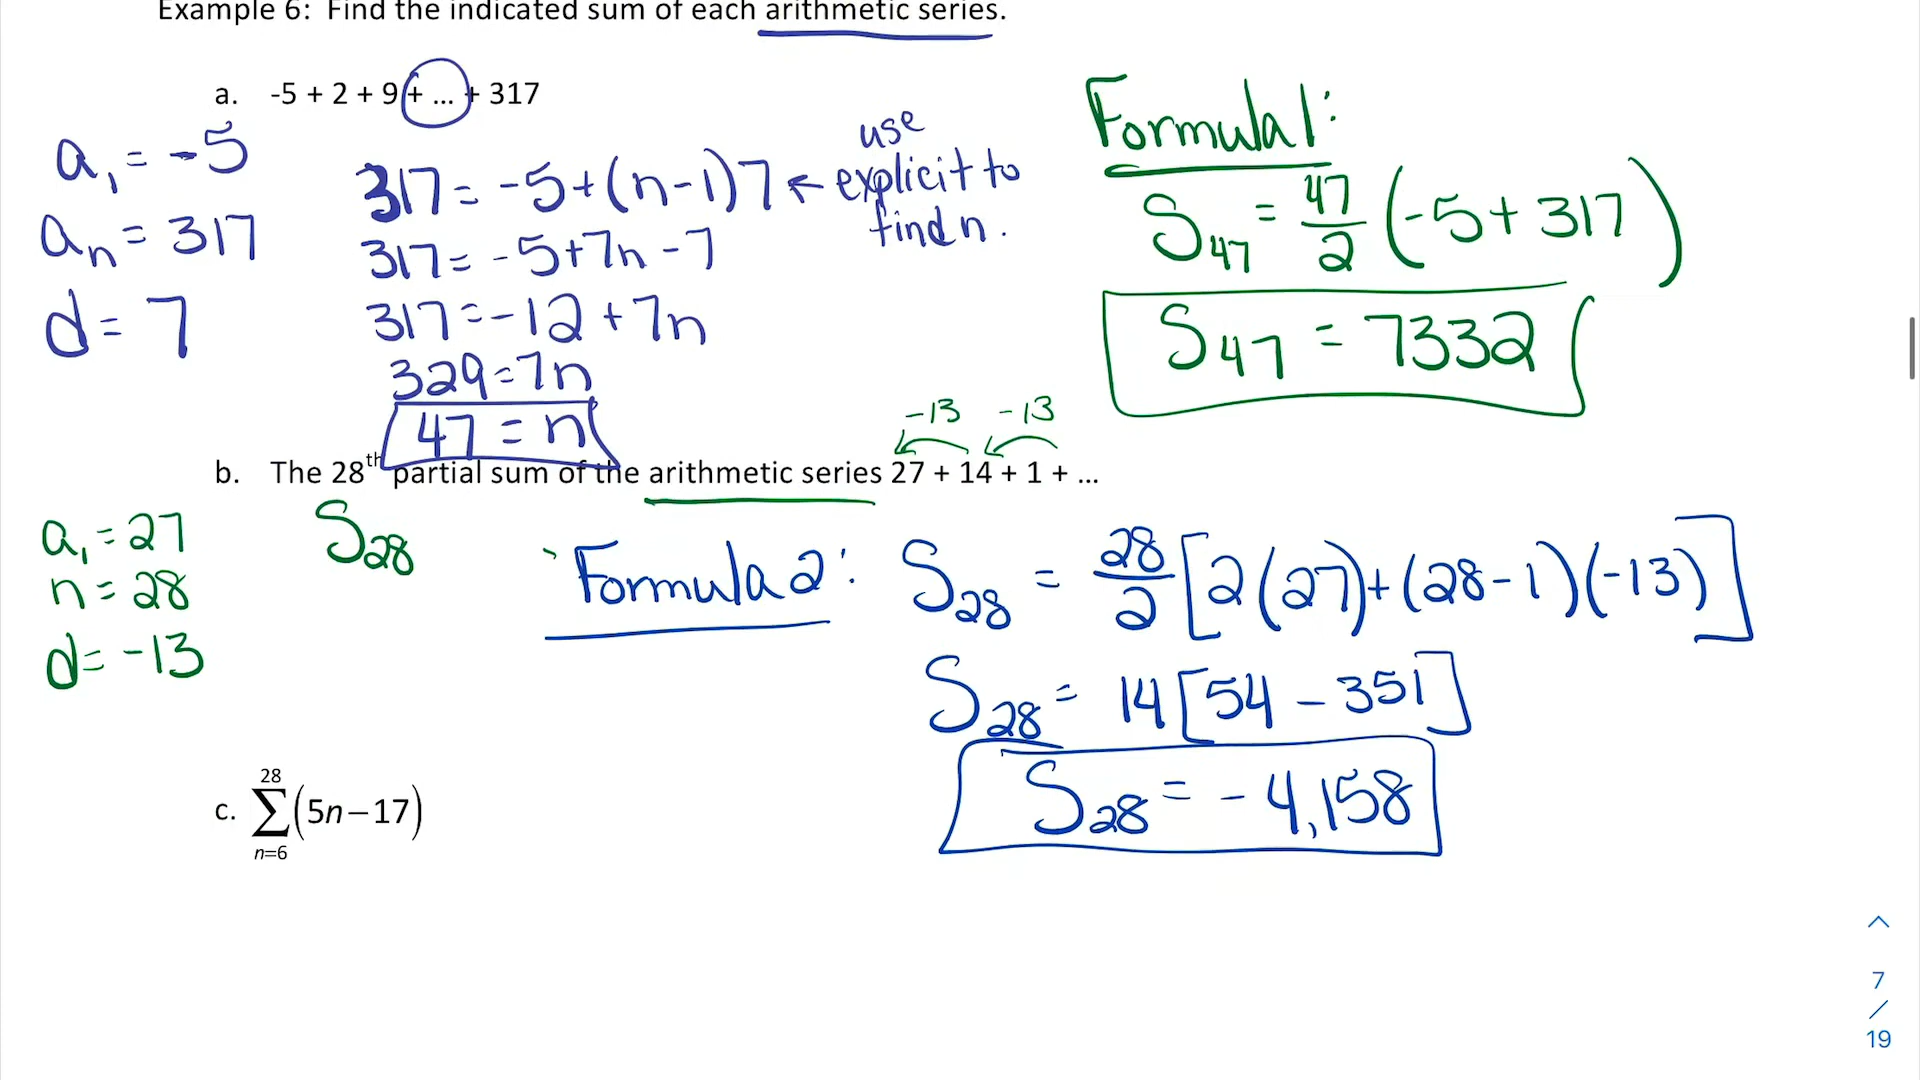 Example 6: Find the indicated sum of each arithmetic series.
a. -5 + 2 + 9 + ... + 317
a₁ = -5
aₙ = 317
d = 7
317 = -5 + (n-1)7 ← use explicit to find n.
317 = -5 + 7n - 7
317 = -12 + 7n
329 = 7n
47 = n
Formula 1:
S₄₇ = 47/2 (-5 + 317)
S₄₇ = 7332
-13 -13
b. The 28th partial sum of the arithmetic series 27 + 14 + 1 + ...
a₁ = 27
n = 28
d = -13
S₂₈
Formula 2:
S₂₈ = 28/2 [2(27) + (28-1)(-13)]
S₂₈ = 14[54 - 351]
S₂₈ = -4,158
c. 28 ∑ n=6 (5n−17)
7
/
19